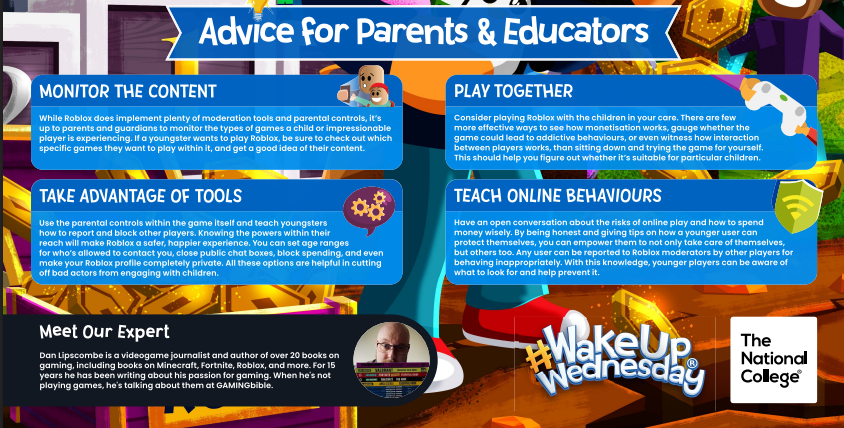 Advice for Parents & Educators
MONITOR THE CONTENT
While Roblox does implement plenty of moderation tools and parental controls, it's
up to parents and guardians to monitor the types of games a child or impressionable
player is experiencing. If a youngster wants to play Roblox, be sure to check out which
specific games they want to play within it, and get a good idea of their content.
PLAY TOGETHER
Consider playing Roblox with the children in your care. There are few
more effective ways to see how monetisation works, gauge whether the
game could lead to addictive behaviours, or even witness how interaction
between players works, than sitting down and trying the game for yourself.
This should help you figure out whether it's suitable for particular children.
TAKE ADVANTAGE OF TOOLS
Use the parental controls within the game itself and teach youngsters
how to report and block other players. Knowing the powers within their
reach will make Roblox a safer, happier experience. You can set age ranges
for who's allowed to contact you, close public chat boxes, block spending, and even
make your Roblox profile completely private. All these options are helpful in cutting
off bad actors from engaging with children.
TEACH ONLINE BEHAVIOURS
Have an open conversation about the risks of online play and how to spend
money wisely. By being honest and giving tips on how a younger user can
protect themselves, you can empower them to not only take care of themselves,
but others too. Any user can be reported to Roblox moderators by other players for
behaving inappropriately. With this knowledge, younger players can be aware of
what to look for and help prevent it.
Meet Our Expert
Dan Lipscombe is a videogame journalist and author of over 20 books on
gaming, including books on Minecraft, Fortnite, Roblox, and more. For 15
years he has been writing about his passion for gaming. When he's not
playing games, he's talking about them at GAMINGbible.
#WakeUp
Wednesday®
The
National
College®